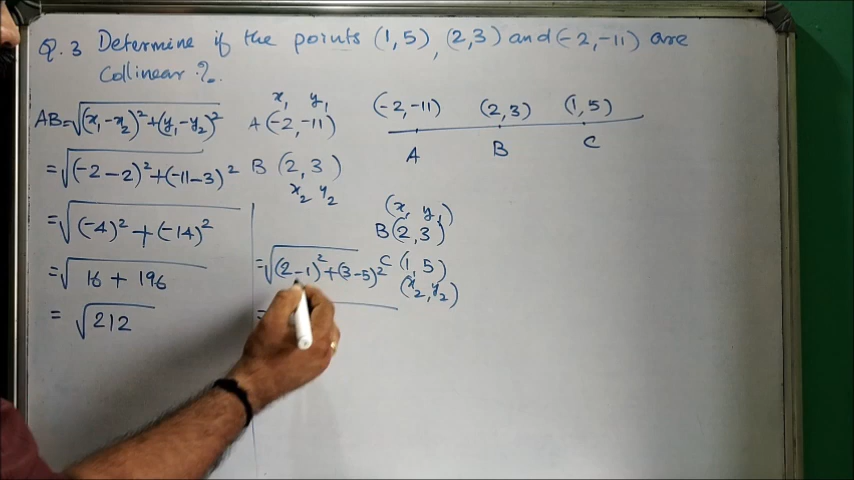 Q.3 Determine if the points (1,5), (2,3) and (-2,-11) are
Collinear ?.
AB=√(x₁-x₂)²+(y₁-y₂)²
=√(-2-2)²+(-11-3)²
=√(-4)²+(-14)²
=√16+196
=√212
x₁ y₁
A(-2,-11)
B(2,3)
x₂ y₂
(-2,-11) (2,3) (1,5)
A B C
(x, y₁)
B(2,3)
C(1,5)
(x₂,y₂)
=√(2-1)²+(3-5)²
=